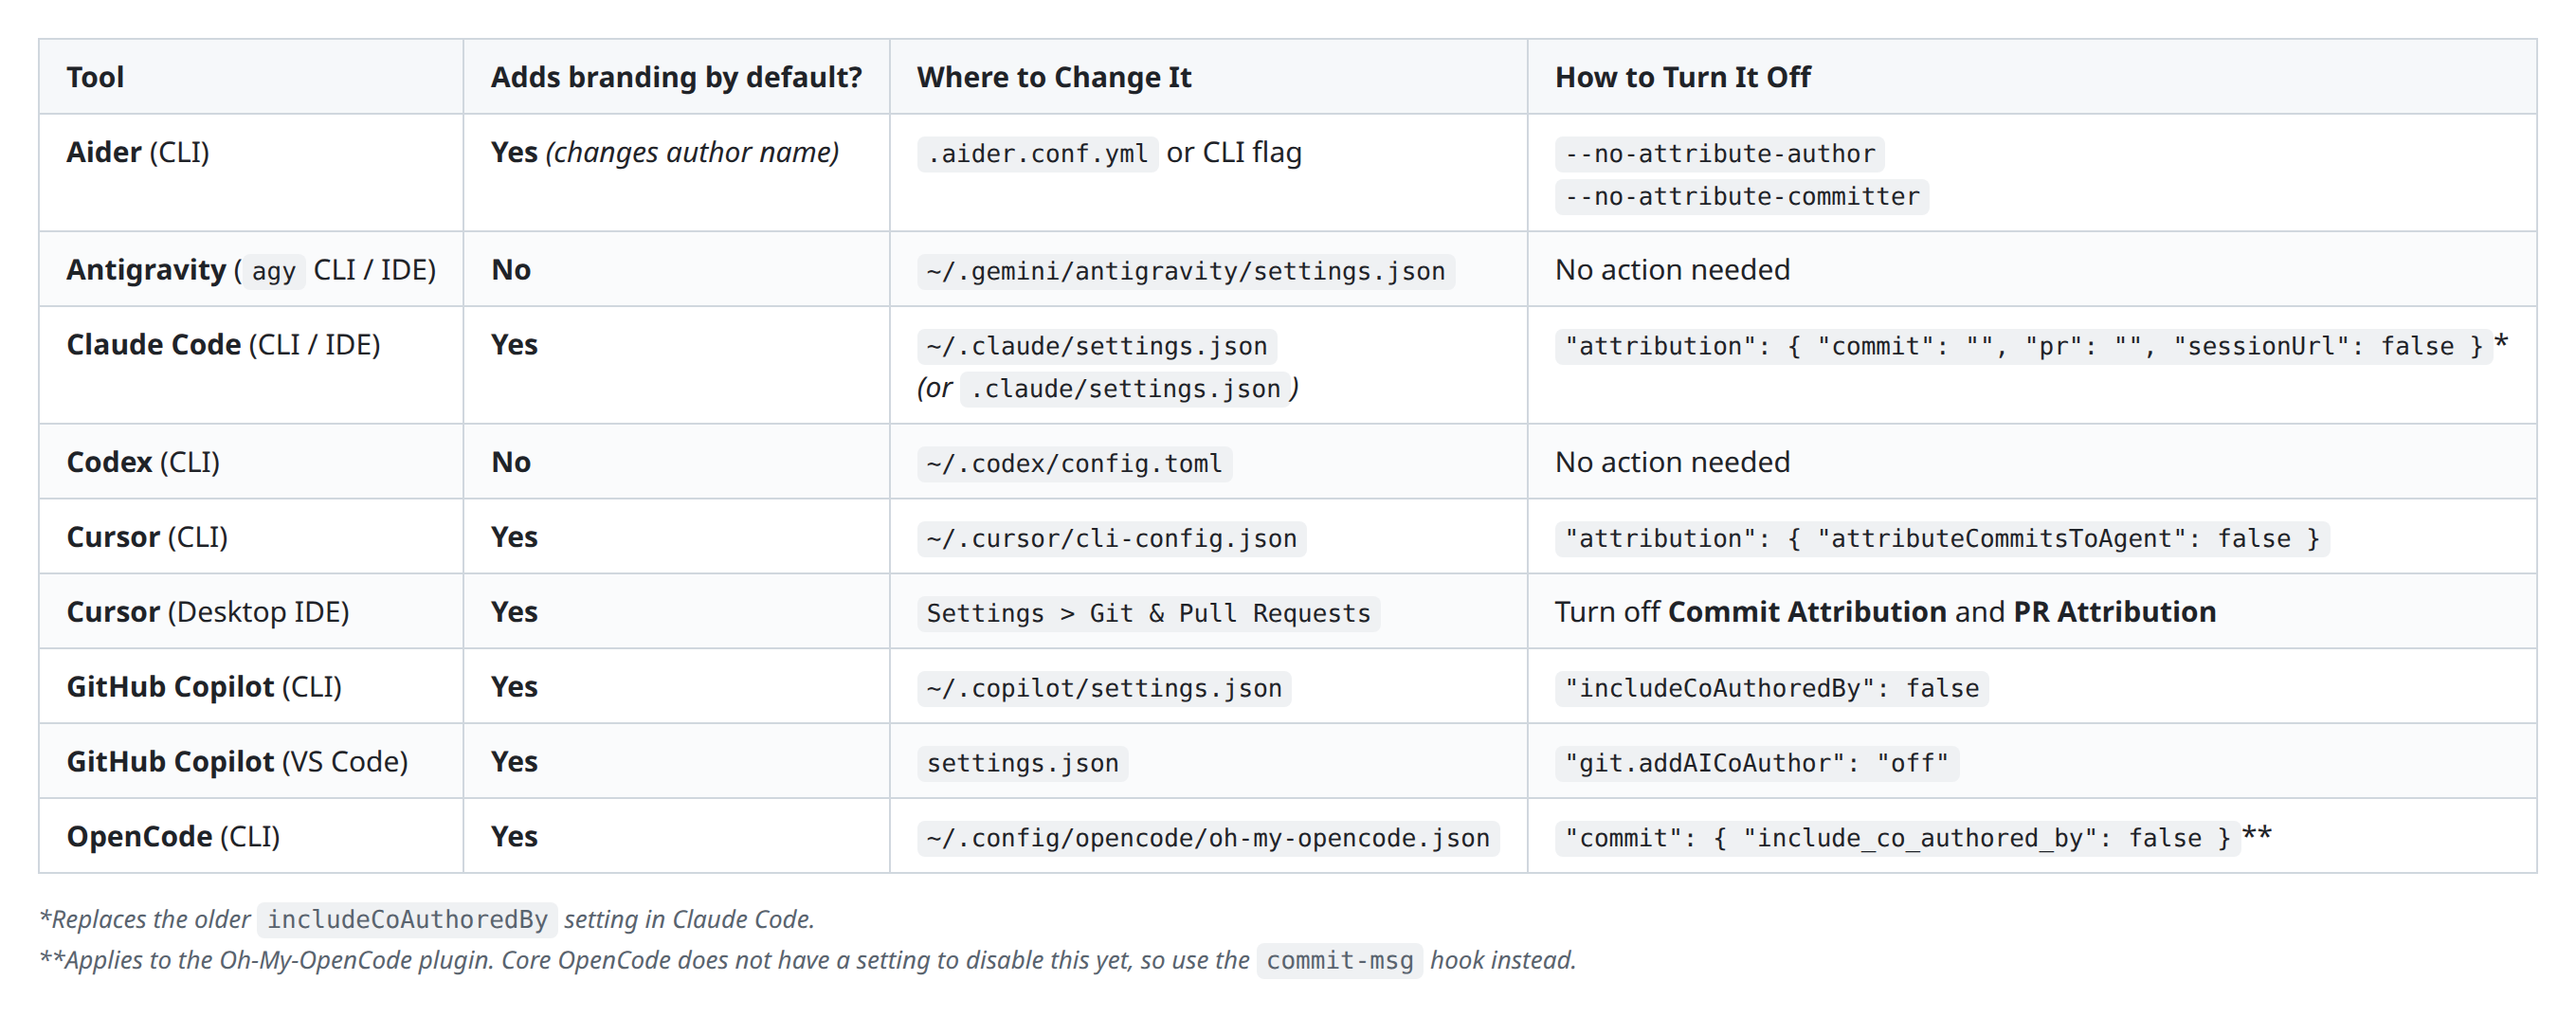 Tool Adds branding by default? Where to Change It How to Turn It Off
Aider (CLI) Yes (changes author name) .aider.conf.yml or CLI flag --no-attribute-author
--no-attribute-committer
Antigravity (agy CLI / IDE) No ~/.gemini/antigravity/settings.json No action needed
Claude Code (CLI / IDE) Yes ~/.claude/settings.json "attribution": { "commit": "", "pr": "", "sessionUrl": false }*
(or .claude/settings.json)
Codex (CLI) No ~/.codex/config.toml No action needed
Cursor (CLI) Yes ~/.cursor/cli-config.json "attribution": { "attributeCommitsToAgent": false }
Cursor (Desktop IDE) Yes Settings > Git & Pull Requests Turn off Commit Attribution and PR Attribution
GitHub Copilot (CLI) Yes ~/.copilot/settings.json "includeCoAuthoredBy": false
GitHub Copilot (VS Code) Yes settings.json "git.addAICoAuthor": "off"
OpenCode (CLI) Yes ~/.config/opencode/oh-my-opencode.json "commit": { "include_co_authored_by": false }**
*Replaces the older includeCoAuthoredBy setting in Claude Code.
**Applies to the Oh-My-OpenCode plugin. Core OpenCode does not have a setting to disable this yet, so use the commit-msg hook instead.